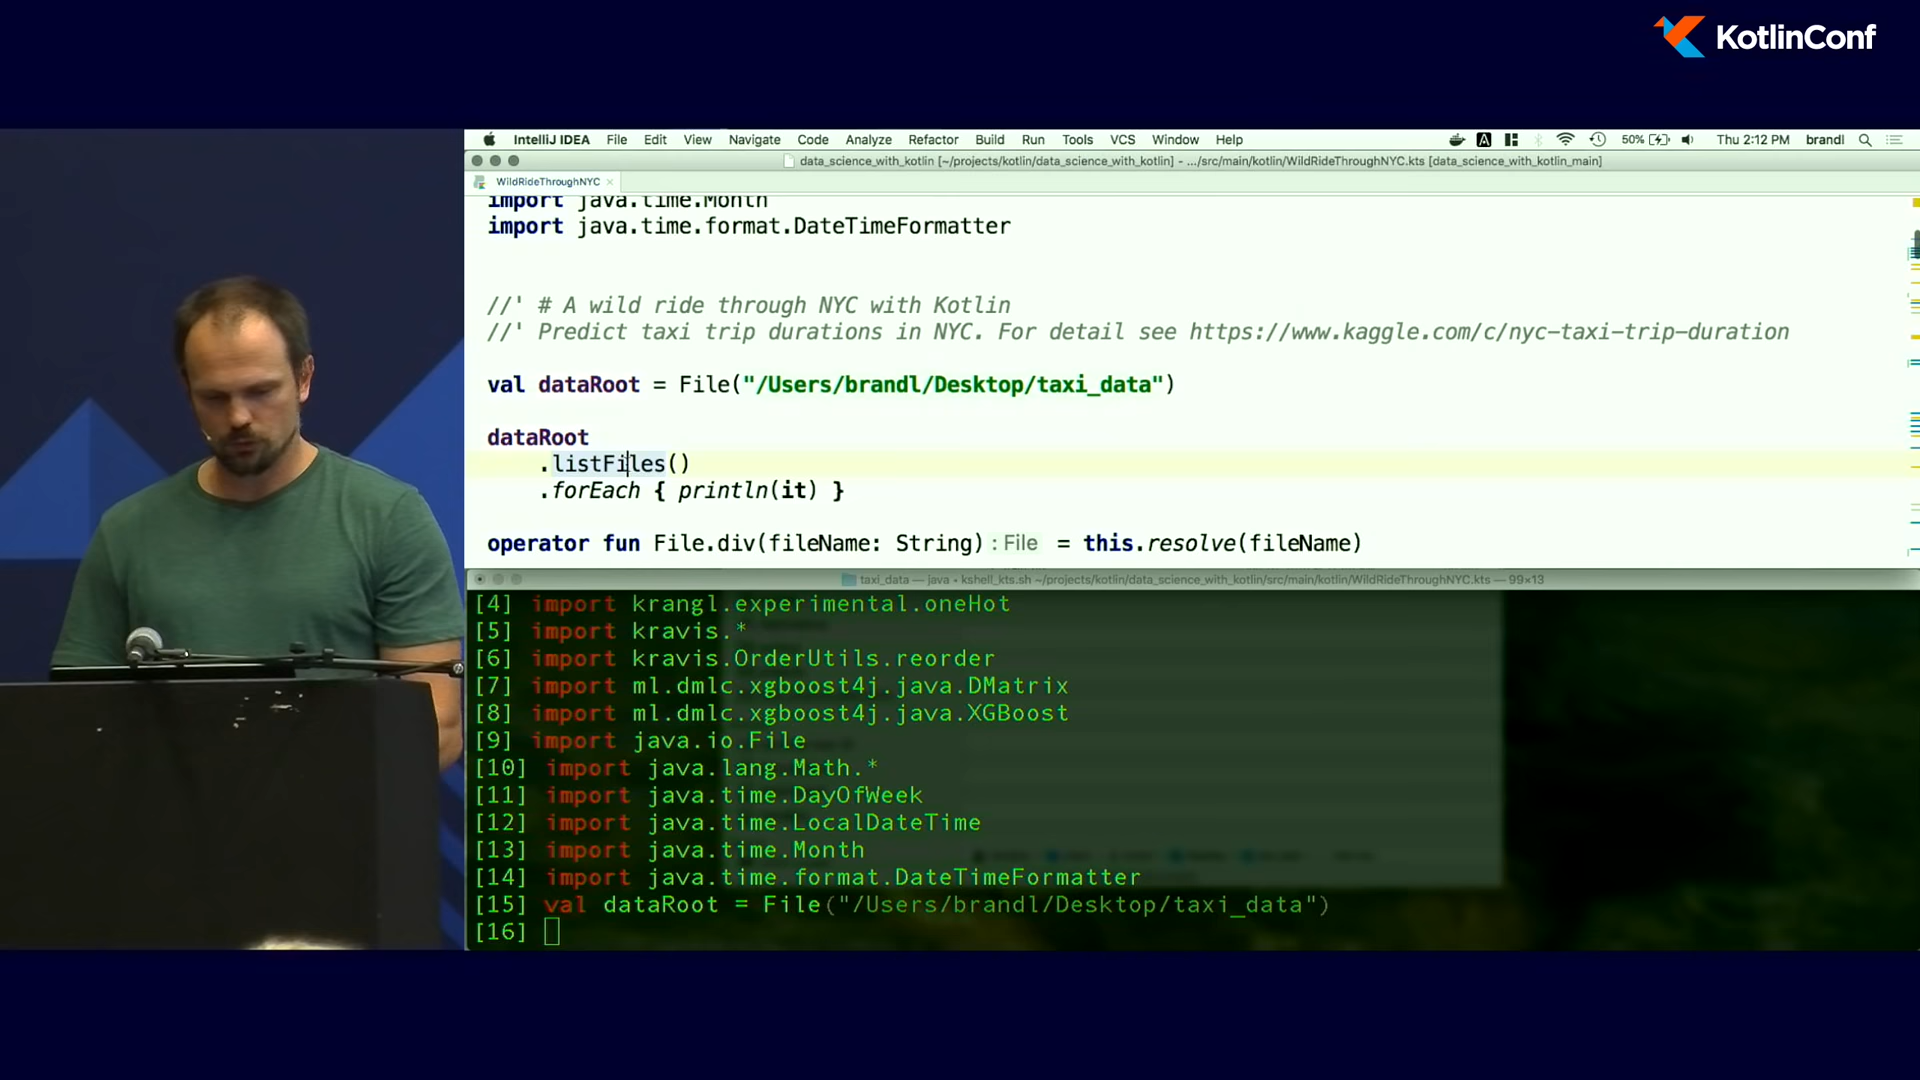 KotlinConf
IntelliJ IDEA File Edit View Navigate Code Analyze Refactor Build Run Tools VCS Window Help A 50% Thu 2:12 PM brandl
data_science_with_kotlin [~/projects/kotlin/data_science_with_kotlin] - .../src/main/kotlin/WildRideThroughNYC.kts [data_science_with_kotlin_main]
WildRideThroughNYC
import java.time.Month
import java.time.format.DateTimeFormatter
//' # A wild ride through NYC with Kotlin
//' Predict taxi trip durations in NYC. For detail see https://www.kaggle.com/c/nyc-taxi-trip-duration
val dataRoot = File("/Users/brandl/Desktop/taxi_data")
dataRoot
.listFiles()
.forEach { println(it) }
operator fun File.div(fileName: String) : File = this.resolve(fileName)
taxi_data — java • kshell_kts.sh ~/projects/kotlin/data_science_with_kotlin/src/main/kotlin/WildRideThroughNYC.kts — 99×13
[4] import krangl.experimental.oneHot
[5] import kravis.*
[6] import kravis.OrderUtils.reorder
[7] import ml.dmlc.xgboost4j.java.DMatrix
[8] import ml.dmlc.xgboost4j.java.XGBoost
[9] import java.io.File
[10] import java.lang.Math.*
[11] import java.time.DayOfWeek
[12] import java.time.LocalDateTime
[13] import java.time.Month
[14] import java.time.format.DateTimeFormatter
[15] val dataRoot = File("/Users/brandl/Desktop/taxi_data")
[16]